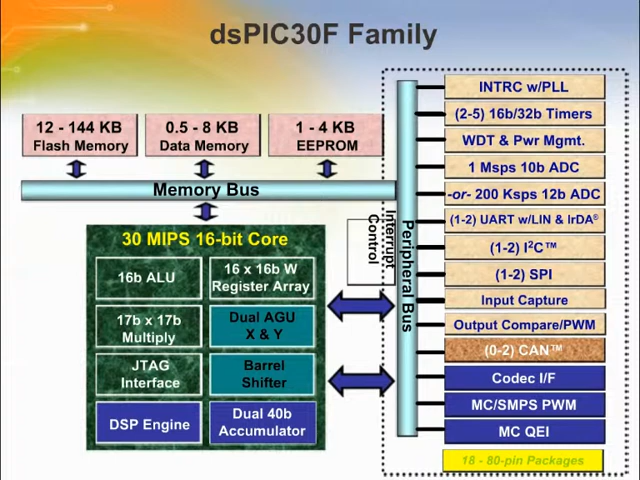 dsPIC30F Family
12 - 144 KB
Flash Memory
0.5 - 8 KB
Data Memory
1 - 4 KB
EEPROM
Memory Bus
30 MIPS 16-bit Core
16b ALU
16 x 16b W
Register Array
17b x 17b
Multiply
Dual AGU
X & Y
JTAG
Interface
Barrel
Shifter
DSP Engine
Dual 40b
Accumulator
Interrupt
Control
Peripheral Bus
INTRC w/PLL
(2-5) 16b/32b Timers
WDT & Pwr Mgmt.
1 Msps 10b ADC
-or- 200 Ksps 12b ADC
(1-2) UART w/LIN & IrDA®
(1-2) I²C™
(1-2) SPI
Input Capture
Output Compare/PWM
(0-2) CAN™
Codec I/F
MC/SMPS PWM
MC QEI
18 - 80-pin Packages